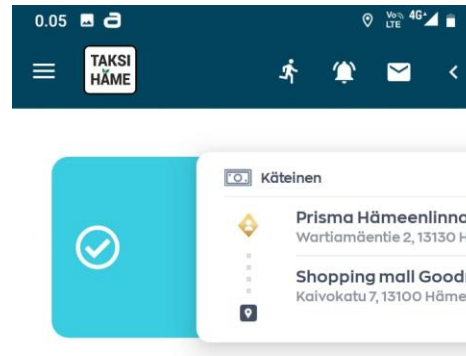 0.05
Vo)) LTE 4G+
TAKSI
HÄME
Käteinen
Prisma Hämeenlinna
Wartiamäentie 2, 13130 H
Shopping mall Good
Kaivokatu 7, 13100 Häme